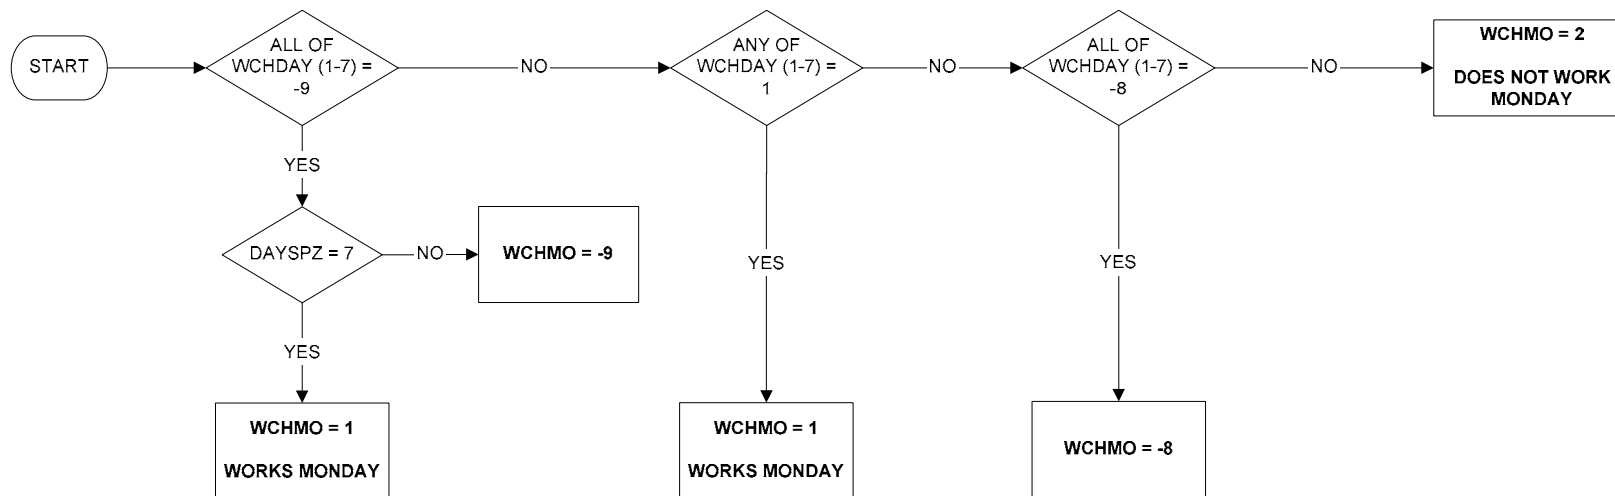 START
ALL OF
WCHDAY (1-7) =
-9
NO
ANY OF
WCHDAY (1-7) =
1
NO
ALL OF
WCHDAY (1-7) =
-8
NO
WCHMO = 2
DOES NOT WORK
MONDAY
YES
DAYSPZ = 7
NO
WCHMO = -9
YES
YES
YES
WCHMO = 1
WORKS MONDAY
WCHMO = 1
WORKS MONDAY
WCHMO = -8